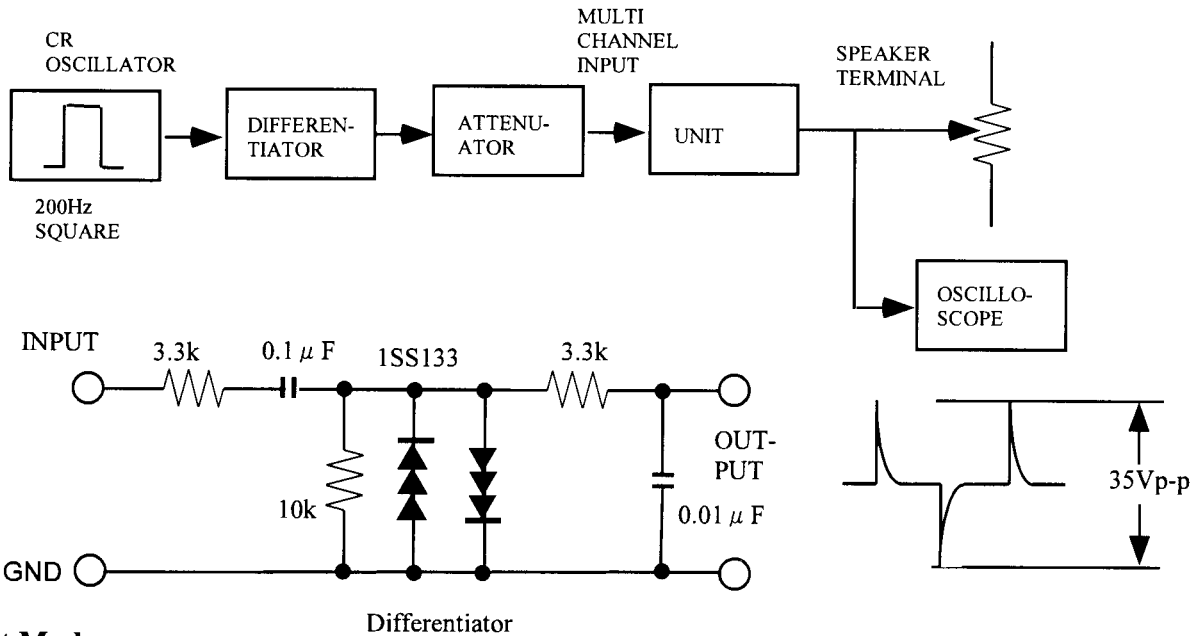 CR
OSCILLATOR
200Hz
SQUARE
DIFFEREN-
TIATOR
ATTENU-
ATOR
MULTI
CHANNEL
INPUT
UNIT
SPEAKER
TERMINAL
OSCILLO-
SCOPE
INPUT
3.3k
0.1 μ F
1SS133
3.3k
10k
OUT-
PUT
0.01 μ F
GND
35Vp-p
Differentiator